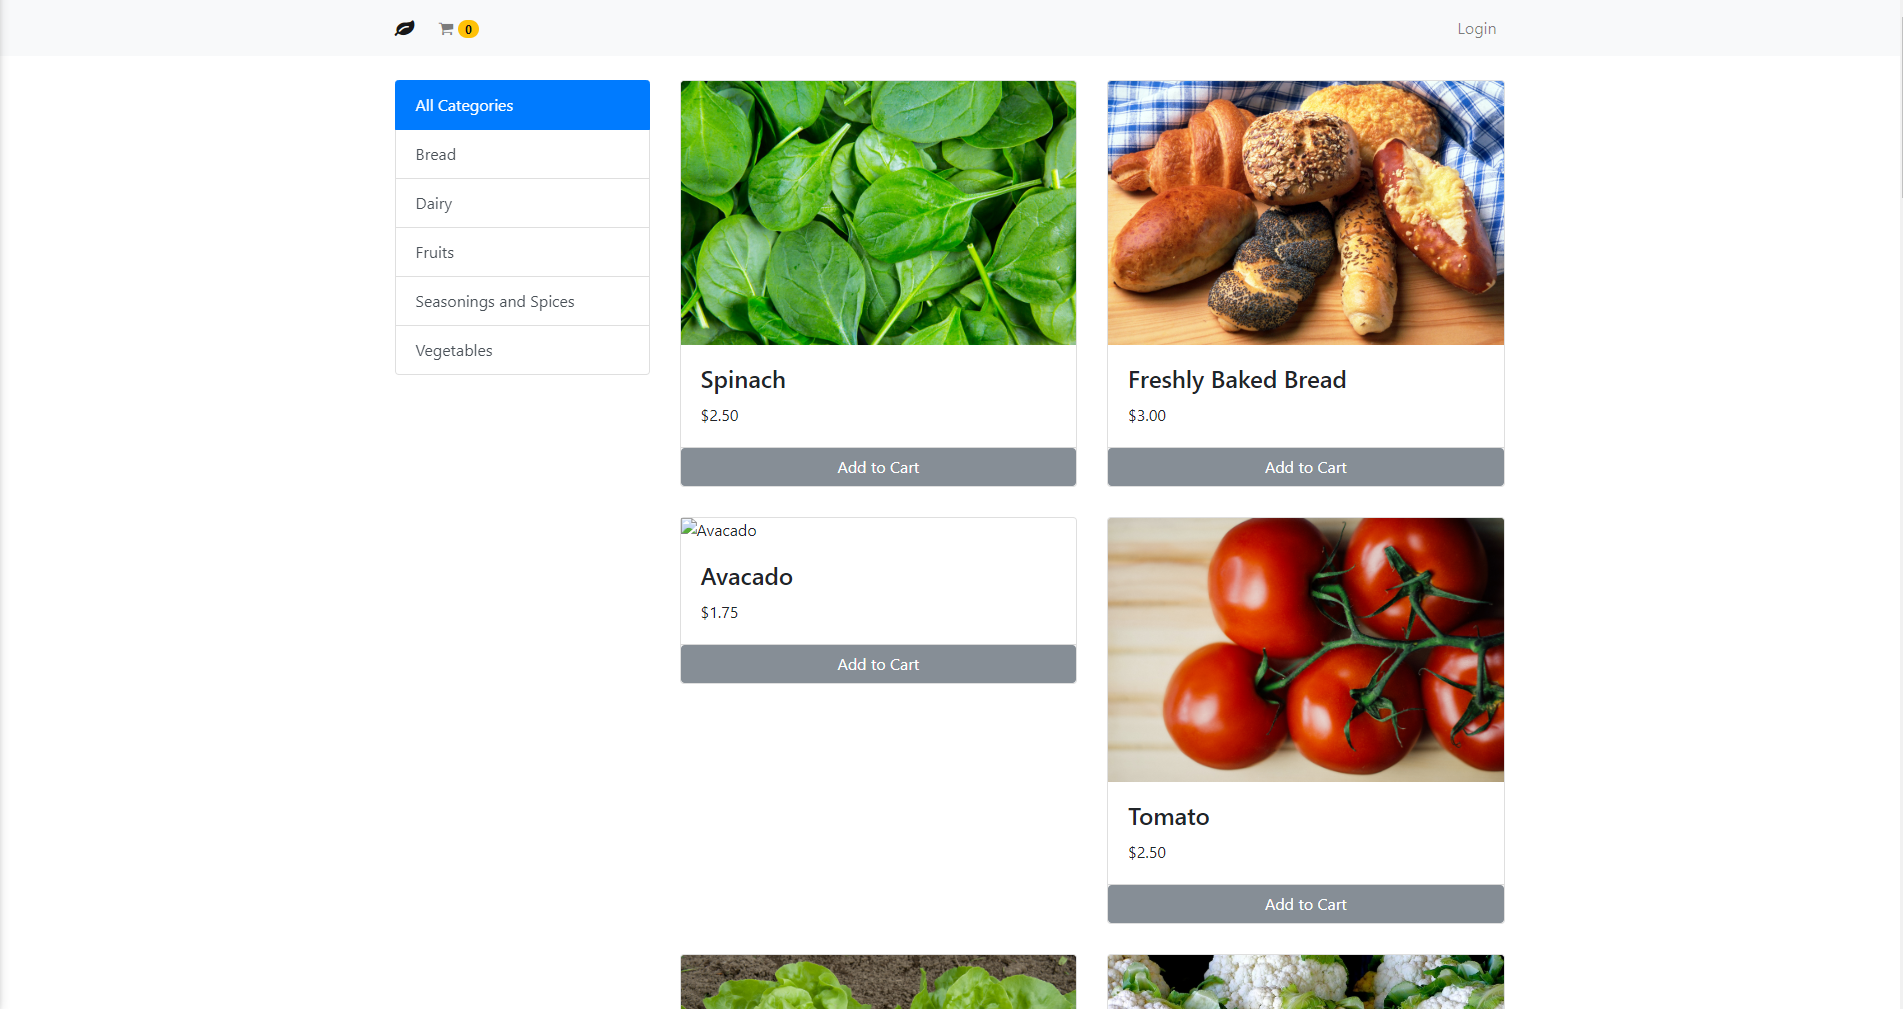 0
Login
All Categories
Bread
Dairy
Fruits
Seasonings and Spices
Vegetables
Spinach
$2.50
Add to Cart
Freshly Baked Bread
$3.00
Add to Cart
Avacado
Avacado
$1.75
Add to Cart
Tomato
$2.50
Add to Cart